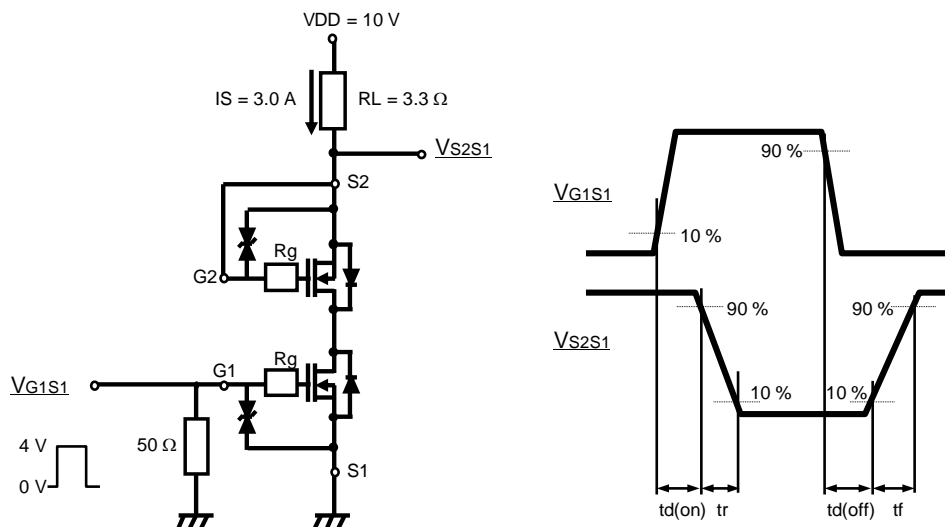 VDD = 10 V
IS = 3.0 A
RL = 3.3 Ω
VS2S1
S2
Rg
G2
Rg
G1
VG1S1
50 Ω
4 V
0 V
S1
90 %
VG1S1
10 %
90 %
90 %
VS2S1
10 %
10 %
td(on) tr
td(off) tf